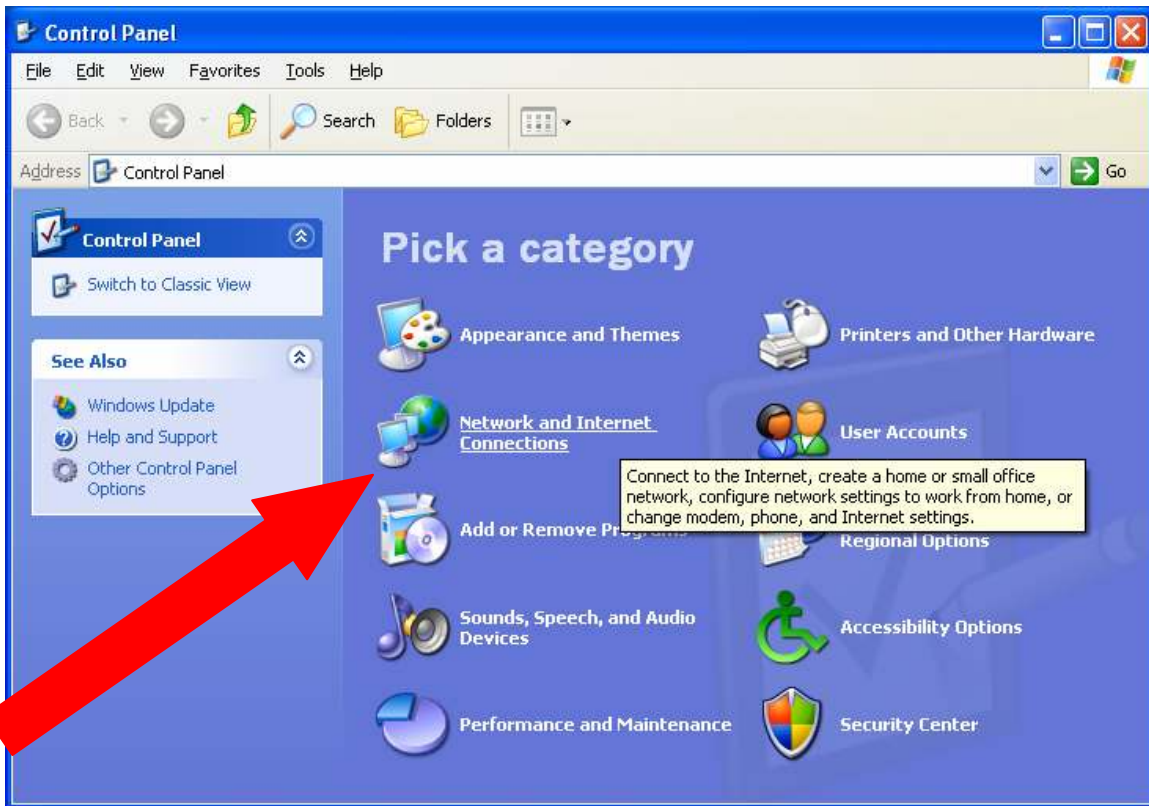 Control Panel
File Edit View Favorites Tools Help
Back Search Folders
Address Control Panel Go
Control Panel
Switch to Classic View
See Also
Windows Update
Help and Support
Other Control Panel
Options
Pick a category
Appearance and Themes
Printers and Other Hardware
Network and Internet
Connections
User Accounts
Connect to the Internet, create a home or small office
network, configure network settings to work from home, or
change modem, phone, and Internet settings.
Add or Remove Programs
Regional Options
Sounds, Speech, and Audio
Devices
Accessibility Options
Performance and Maintenance
Security Center